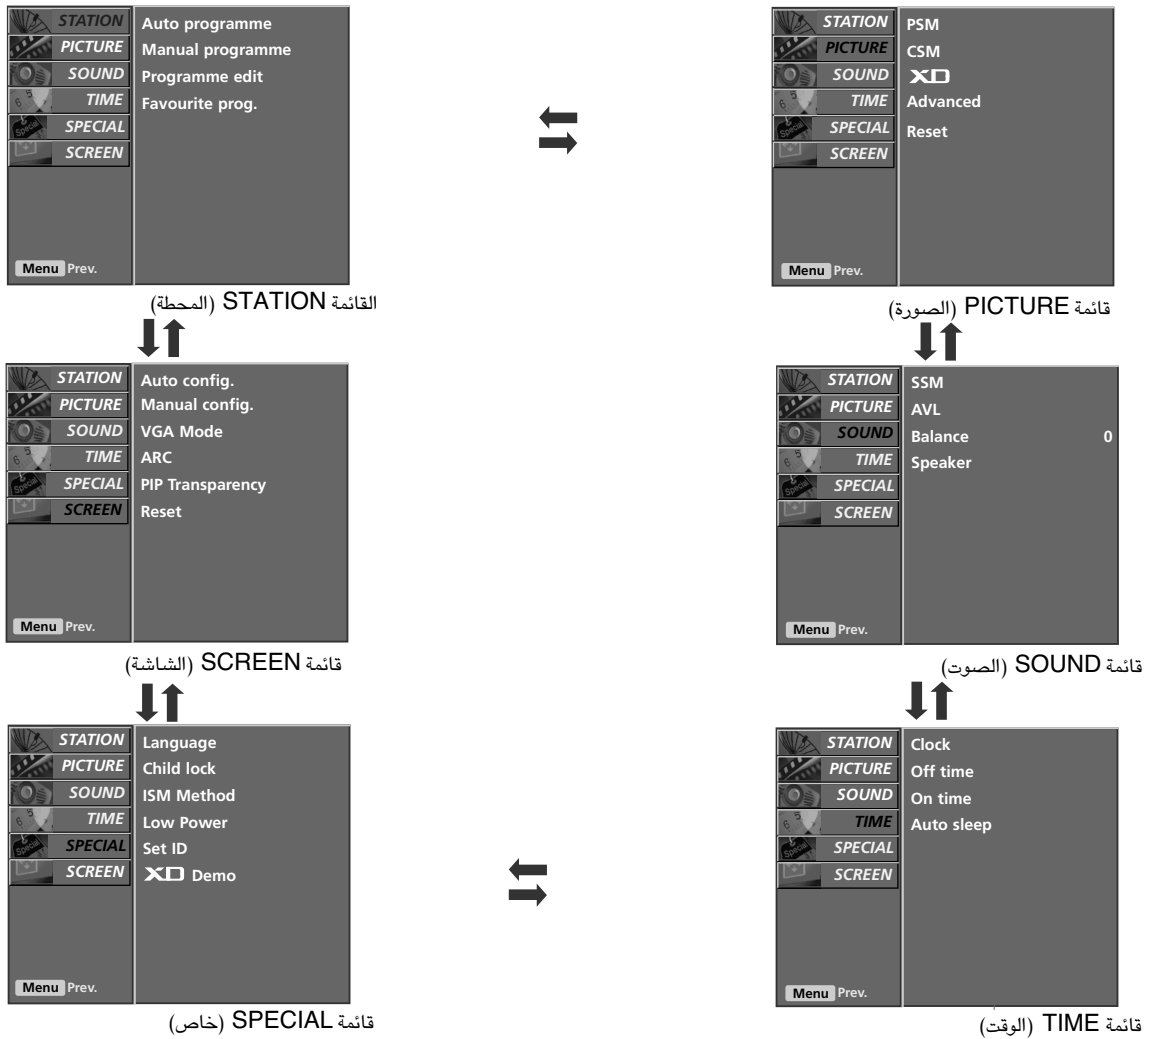 STATION
PICTURE
SOUND
TIME
SPECIAL
SCREEN
Auto programme
Manual programme
Programme edit
Favourite prog.
Menu Prev.
القائمة STATION (المحطة)
STATION
PICTURE
SOUND
TIME
SPECIAL
SCREEN
PSM
CSM
XD
Advanced
Reset
Menu Prev.
قائمة PICTURE (الصورة)
STATION
PICTURE
SOUND
TIME
SPECIAL
SCREEN
Auto config.
Manual config.
VGA Mode
ARC
PIP Transparency
Reset
Menu Prev.
قائمة SCREEN (الشاشة)
STATION
PICTURE
SOUND
TIME
SPECIAL
SCREEN
SSM
AVL
Balance 0
Speaker
Menu Prev.
قائمة SOUND (الصوت)
STATION
PICTURE
SOUND
TIME
SPECIAL
SCREEN
Language
Child lock
ISM Method
Low Power
Set ID
XD Demo
Menu Prev.
قائمة SPECIAL (خاص)
STATION
PICTURE
SOUND
TIME
SPECIAL
SCREEN
Clock
Off time
On time
Auto sleep
Menu Prev.
قائمة TIME (الوقت)